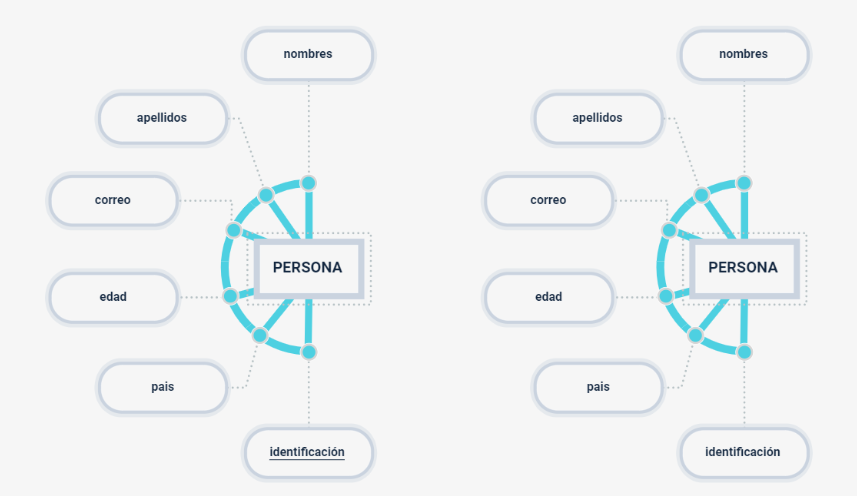 nombres
apellidos
correo
PERSONA
edad
pais
identificación
nombres
apellidos
correo
PERSONA
edad
pais
identificación